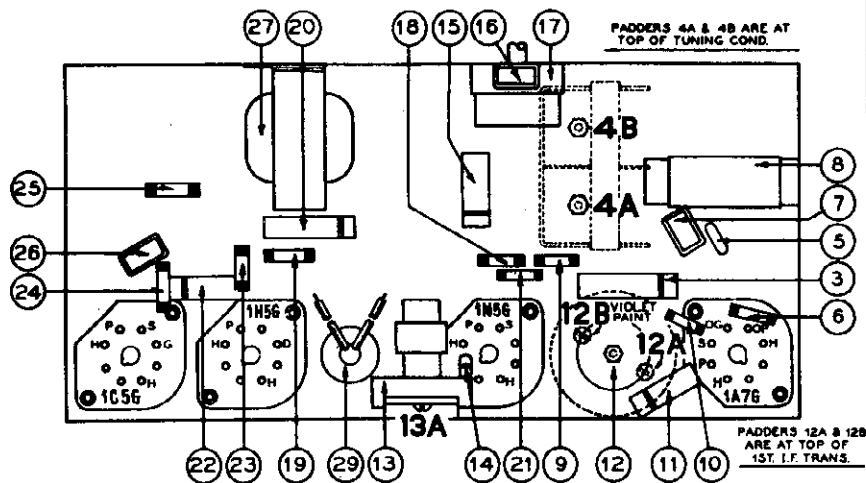 27
20
18
15
16
17
PADDERS 4A & 4B ARE AT
TOP OF TUNING COND.
4B
8
4A
7
25
5
26
3
24
6
1H5G
1N5G
12B
VIOLET
PAINT
12A
OG
P
P
S
H
G
H
P
H
D
H
P
H
H
S
P
H
H
1C5G
1A7G
13A
PADDERS 12A & 12B
ARE AT TOP OF
1ST. I.F. TRANS.
22
23
19
29
13
14
21
9
12
11
10